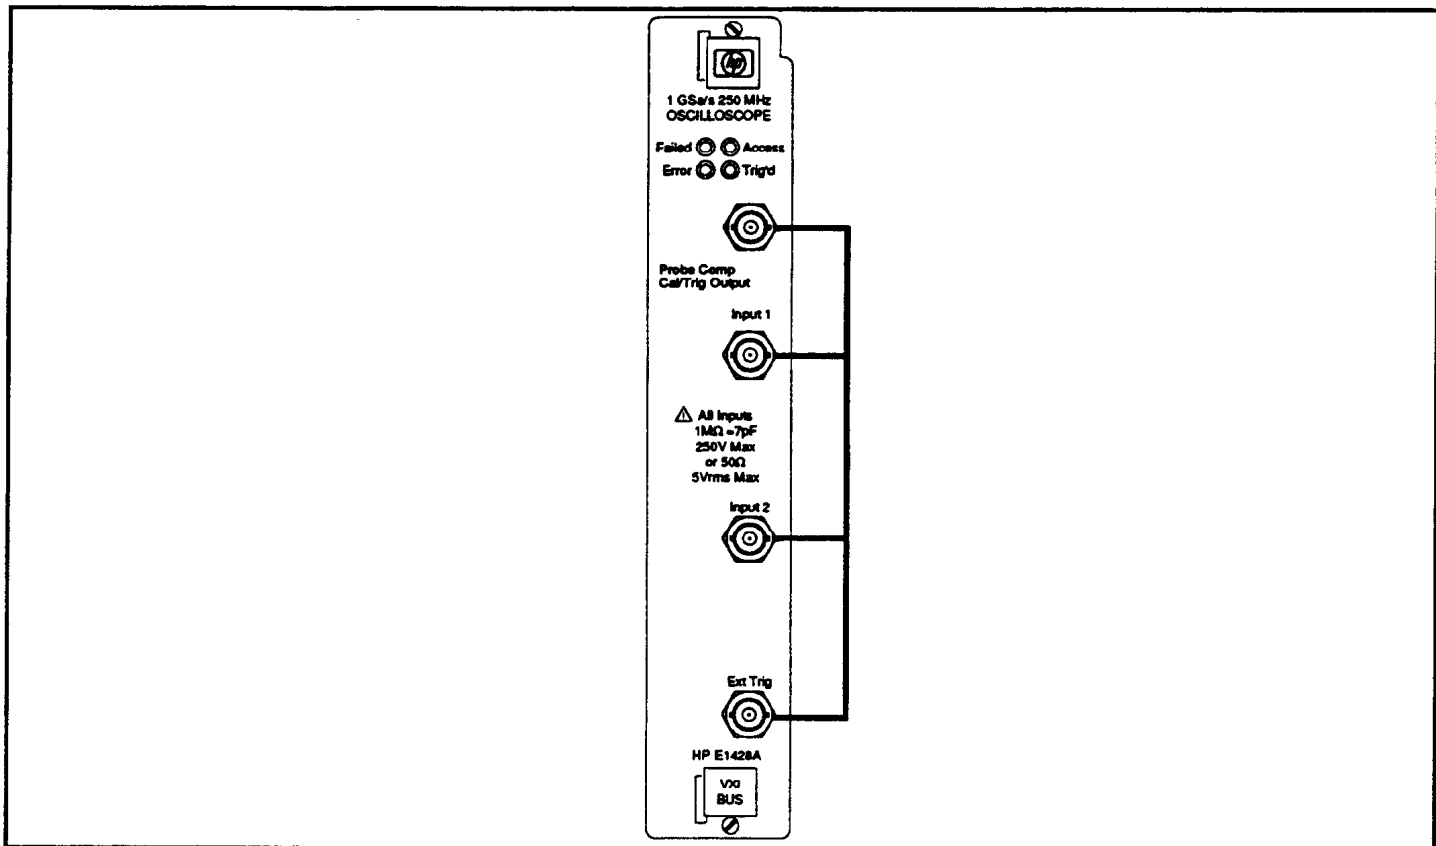 hp
1 GSa/s 250 MHz
OSCILLOSCOPE
Failed Access
Error Trig'd
Probe Comp
Cal/Trig Output
Input 1
⚠ All Inputs
1MΩ =7pF
250V Max
or 50Ω
5Vrms Max
Input 2
Ext Trig
HP E1428A
VXI
BUS